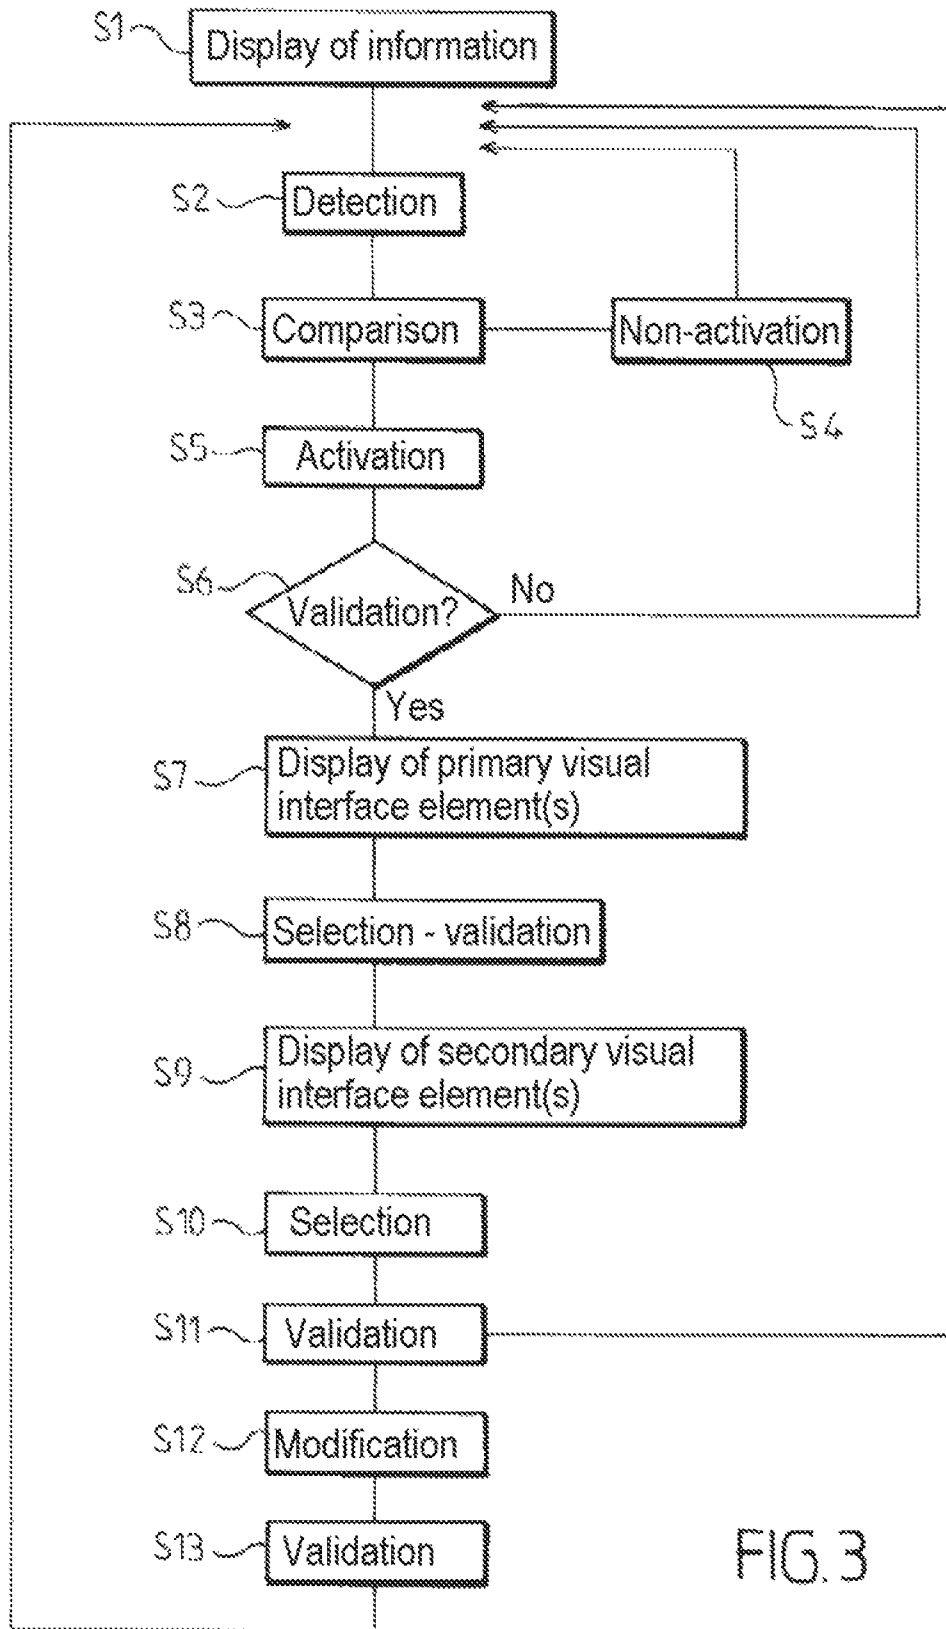 S1
Display of information
S2
Detection
S3
Comparison
Non-activation
S4
S5
Activation
S6
Validation?
No
Yes
S7
Display of primary visual
interface element(s)
S8
Selection - validation
S9
Display of secondary visual
interface element(s)
S10
Selection
S11
Validation
S12
Modification
S13
Validation
FIG. 3